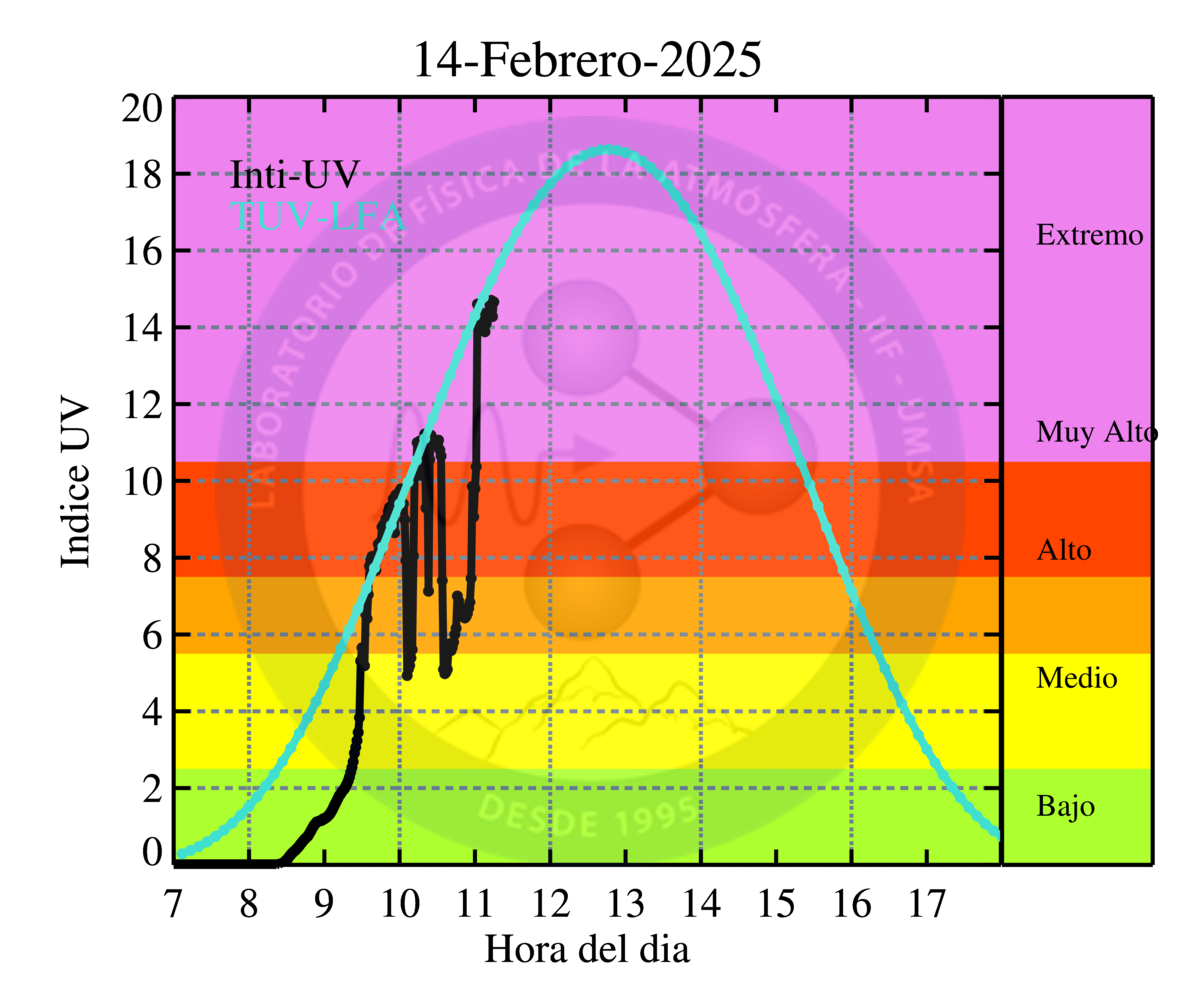 14-Febrero-2025
20
18
16
14
12
10
8
6
4
2
0
Indice UV
Inti-UV
TUV-LFA
LABORATORIO DE FÍSICA DE LA ATMÓSFERA - IIF - UMSA
DESDE 1995
Extremo
Muy Alto
Alto
Medio
Bajo
7 8 9 10 11 12 13 14 15 16 17
Hora del dia